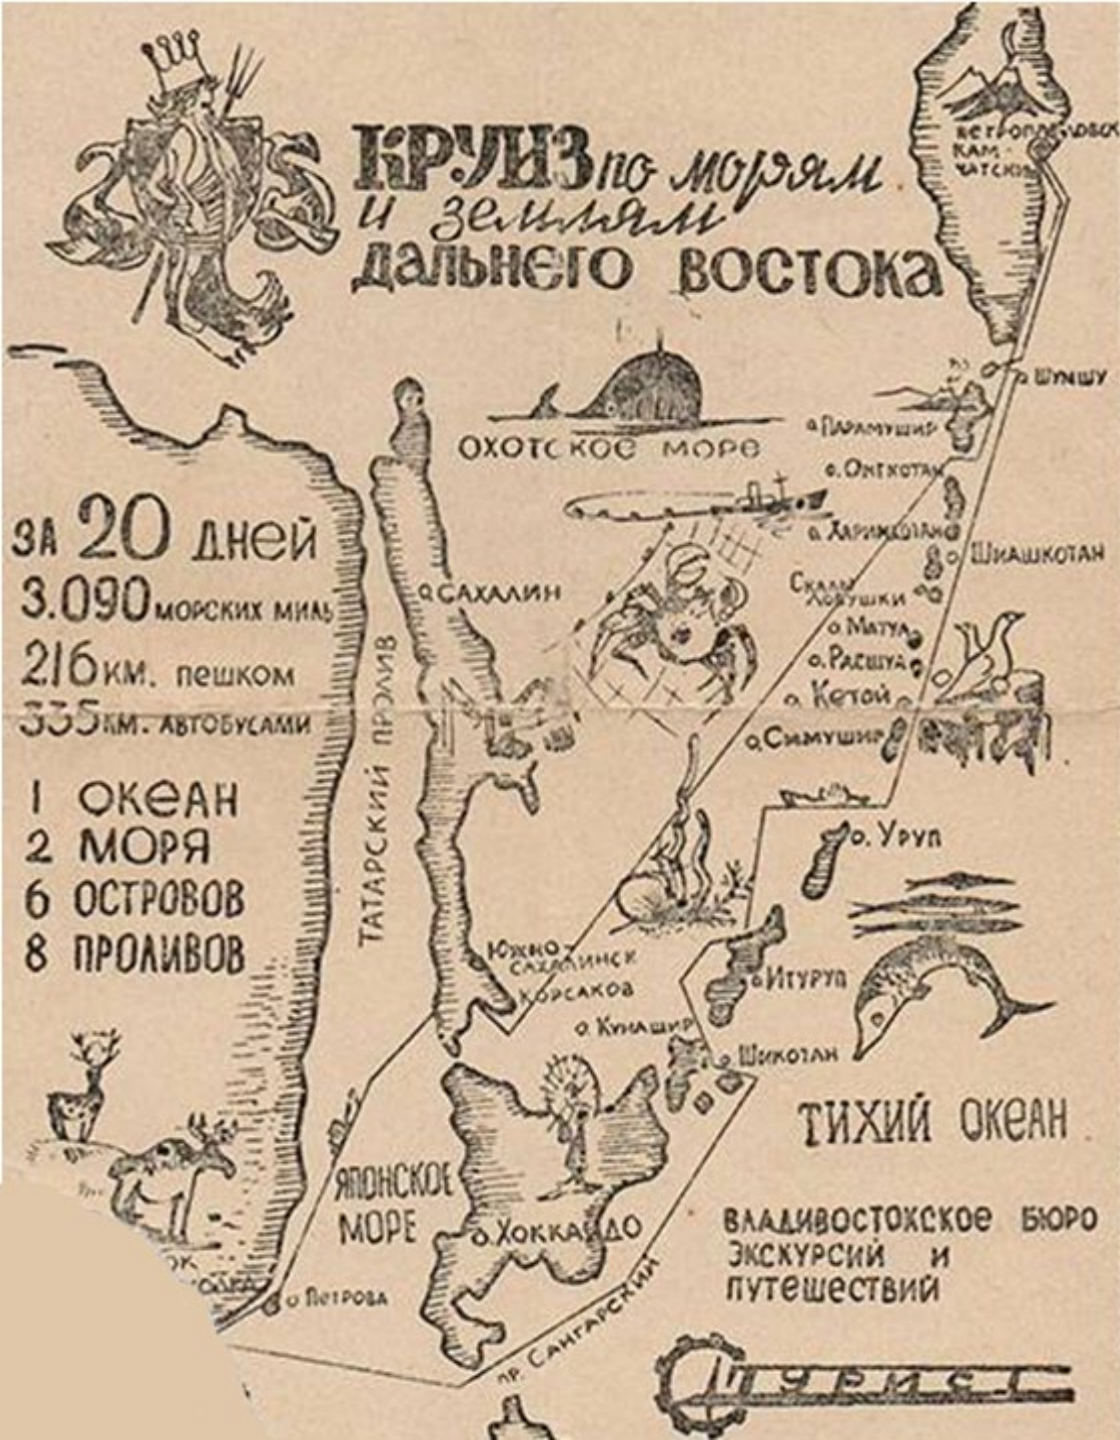 КРУИЗ по морям
и землям
дальнего востока
ПЕТРОПАВЛОВСК
КАМ-
ЧАТСКИЙ
о ШУМШУ
о ПАРАМУШИР
ОХОТСКОЕ МОРЕ
о. ОНЕКОТАН
о. ХАРИМКОТАН
о ШИАШКОТАН
СКАЛЫ
ЛОВУШКИ
о. МАТУА
о. РАСШУА
о. КЕТОЙ
о. СИМУШИР
о. УРУП
за 20 дней
3.090 морских миль
216 км. пешком
335 км. автобусами
1 океан
2 моря
6 островов
8 проливов
о. САХАЛИН
ТАТАРСКИЙ ПРОЛИВ
ЮЖНО-
САХАЛИНСК
КОРСАКОВ
о ИТУРУП
о. КУНАШИР
о ШИКОТАН
ТИХИЙ ОКЕАН
ЯПОНСКОЕ
МОРЕ
о. ХОККАЙДО
о ПЕТРОВА
пр. САНГАРСКИЙ
ВЛАДИВОСТОКСКОЕ БЮРО
ЭКСКУРСИЙ И
ПУТЕШЕСТВИЙ
ТУРИСТ